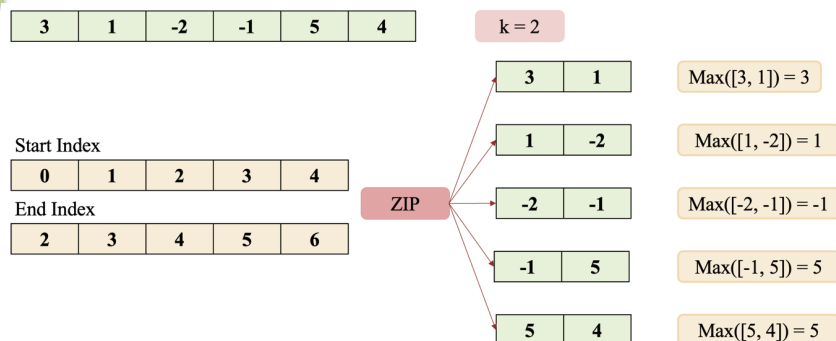 3 1 -2 -1 5 4
k = 2
3 1
Max([3, 1]) = 3
1 -2
Max([1, -2]) = 1
Start Index
0 1 2 3 4
ZIP
-2 -1
Max([-2, -1]) = -1
End Index
2 3 4 5 6
-1 5
Max([-1, 5]) = 5
5 4
Max([5, 4]) = 5